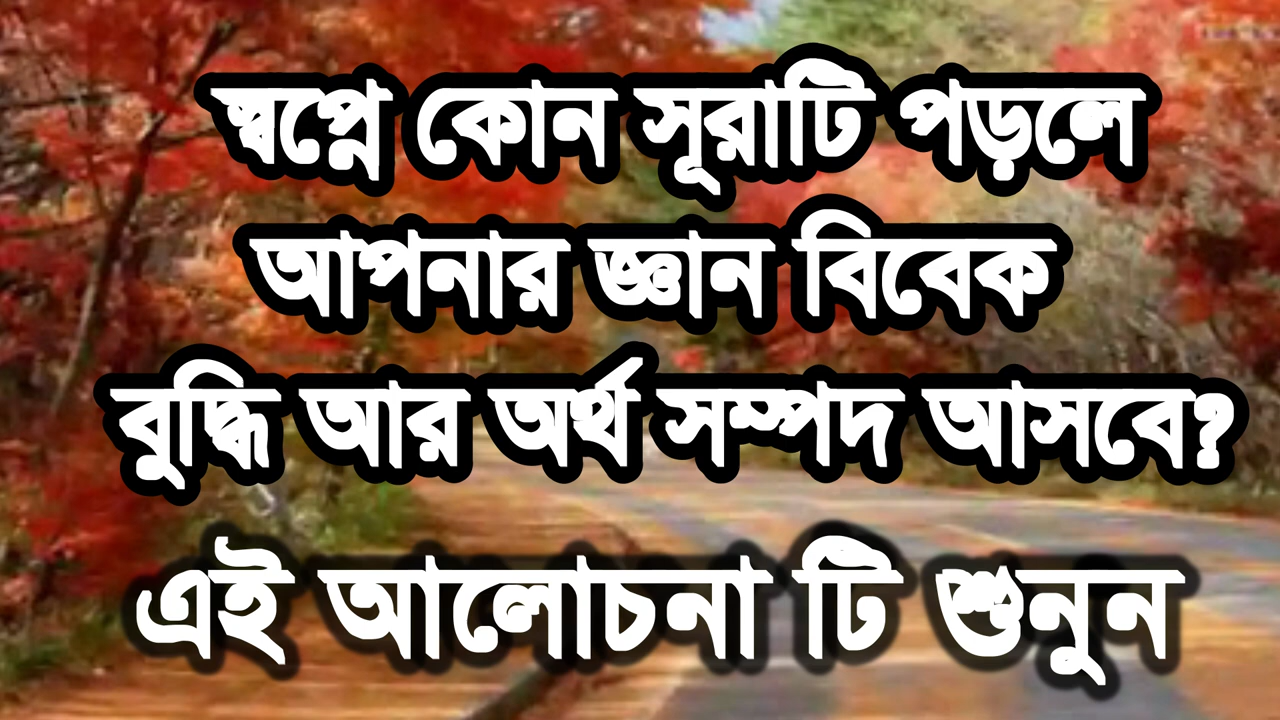 স্বপ্নে কোন সূরাটি পড়লে
আপনার জ্ঞান বিবেক
বুদ্ধি আর অর্থ সম্পদ আসবে?
এই আলোচনা টি শুনুন